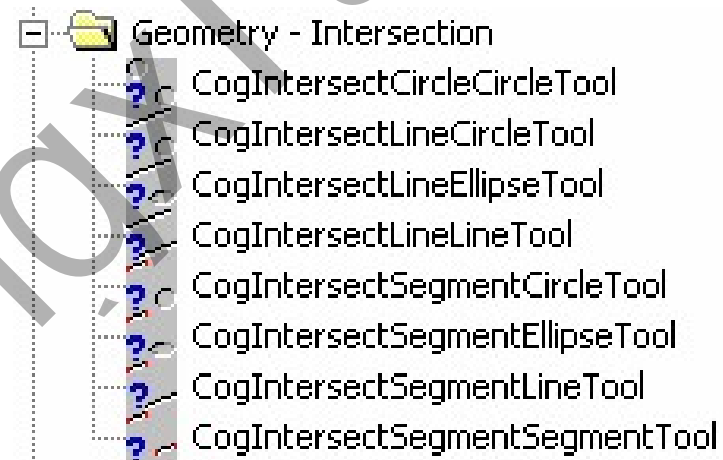 Geometry - Intersection
CogIntersectCircleCircleTool
CogIntersectLineCircleTool
CogIntersectLineEllipseTool
CogIntersectLineLineTool
CogIntersectSegmentCircleTool
CogIntersectSegmentEllipseTool
CogIntersectSegmentLineTool
CogIntersectSegmentSegmentTool